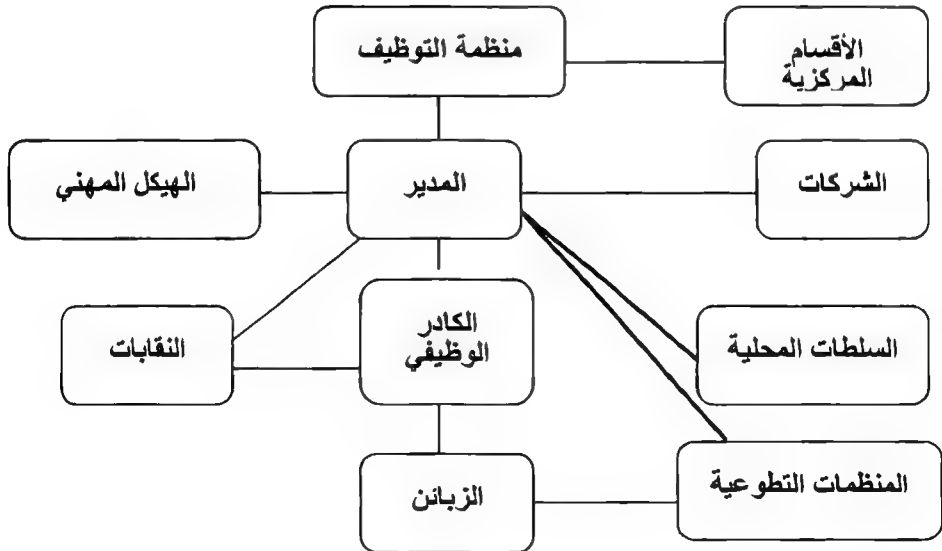 منظمة التوظيف
الأقسام
المركزية
الهيكل المهني
المدير
الشركات
النقابات
الكادر
الوظيفي
السلطات المحلية
الزبائن
المنظمات التطوعية